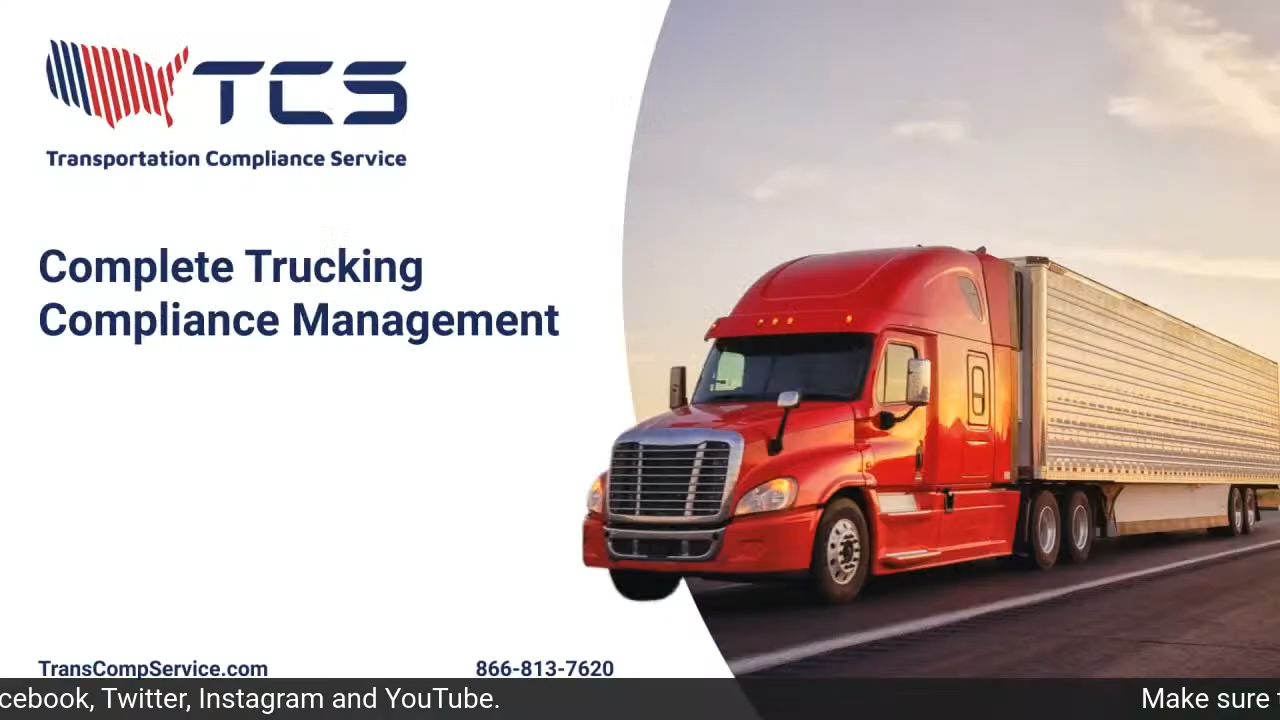 TCS
Transportation Compliance Service
Complete Trucking
Compliance Management
TransCompService.com
866-813-7620
Twitter, Instagram and YouTube.
Make sure